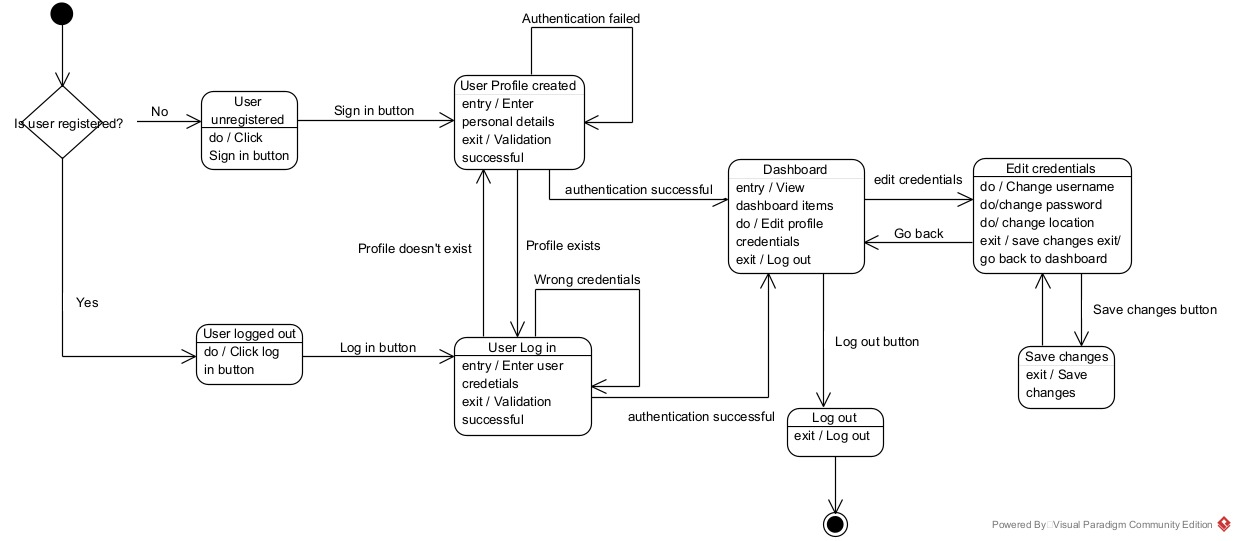 Authentication failed
Is user registered?
No
User
unregistered
do / Click
Sign in button
Sign in button
User Profile created
entry / Enter
personal details
exit / Validation
successful
authentication successful
Dashboard
entry / View
dashboard items
do / Edit profile
credentials
exit / Log out
edit credentials
Go back
Edit credentials
do / Change username
do/change password
do/ change location
exit / save changes exit/
go back to dashboard
Profile doesn't exist
Profile exists
Wrong credentials
Yes
User logged out
do / Click log
in button
Log in button
User Log in
entry / Enter user
credetials
exit / Validation
successful
authentication successful
Log out button
Save changes button
Save changes
exit / Save
changes
Log out
exit / Log out
Powered By Visual Paradigm Community Edition